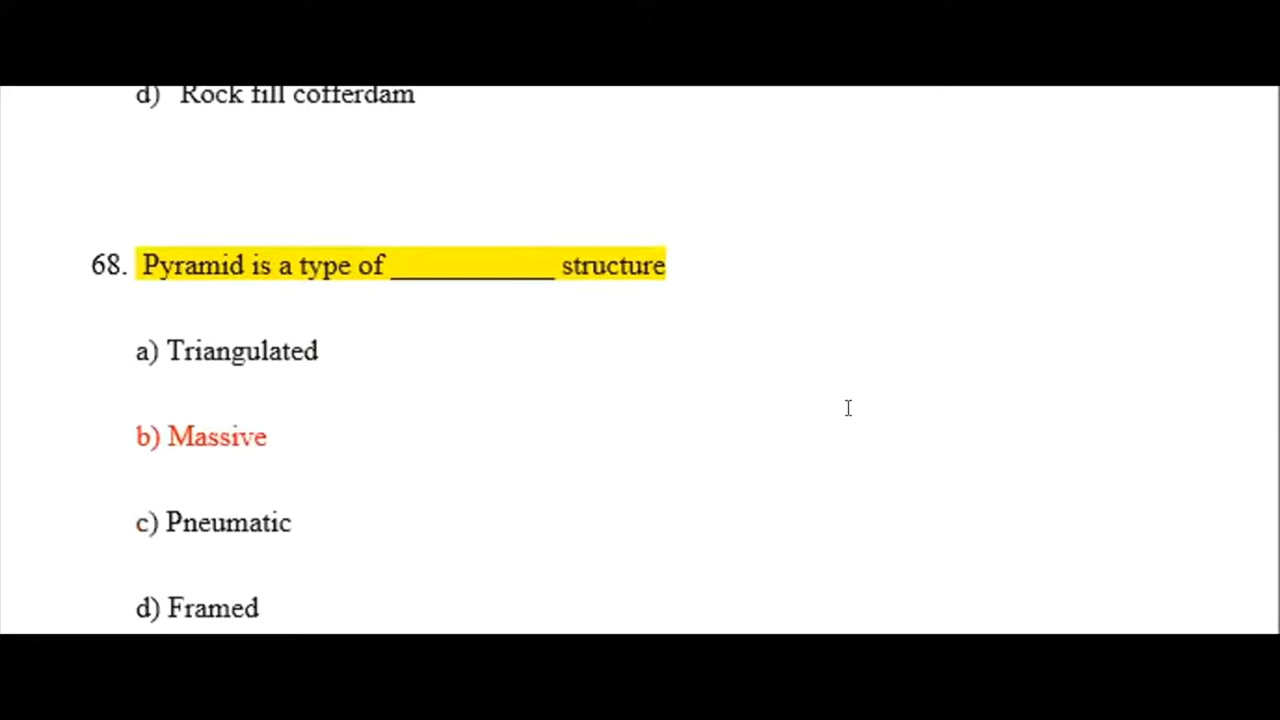 d) Rock fill cofferdam
68. Pyramid is a type of ____________ structure
a) Triangulated
b) Massive
c) Pneumatic
d) Framed